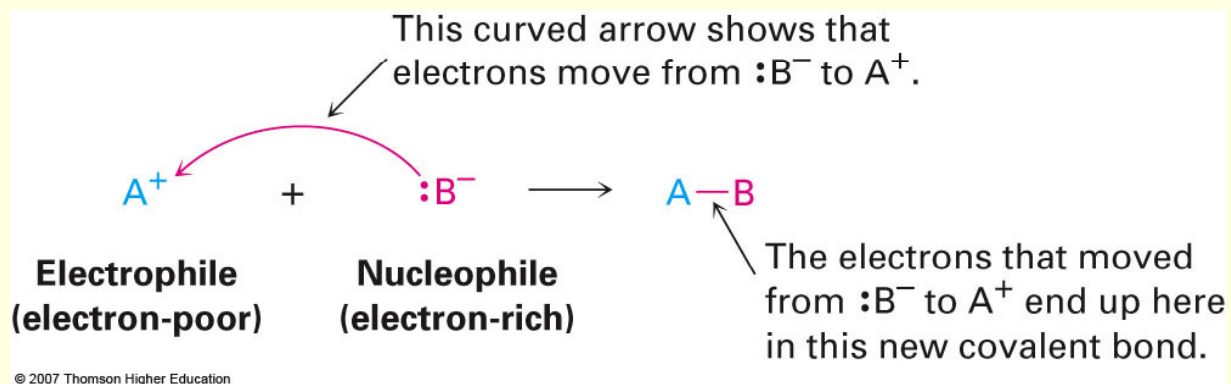 This curved arrow shows that
electrons move from :B⁻ to A⁺.
A⁺ + :B⁻ A—B
Electrophile
(electron-poor)
Nucleophile
(electron-rich)
The electrons that moved
from :B⁻ to A⁺ end up here
in this new covalent bond.
© 2007 Thomson Higher Education